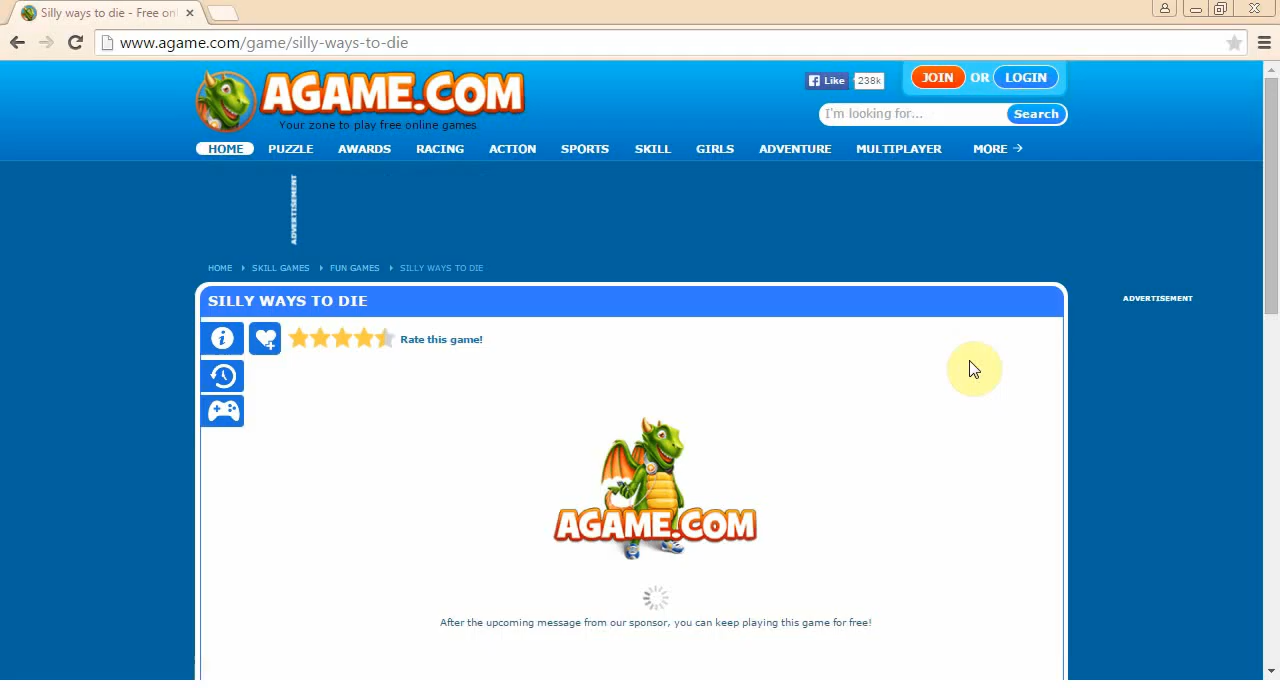 Silly ways to die - Free onl
www.agame.com/game/silly-ways-to-die
AGAME.COM
Your zone to play free online games
Like 238k
JOIN OR LOGIN
I'm looking for... Search
HOME PUZZLE AWARDS RACING ACTION SPORTS SKILL GIRLS ADVENTURE MULTIPLAYER MORE
ADVERTISEMENT
HOME SKILL GAMES FUN GAMES SILLY WAYS TO DIE
SILLY WAYS TO DIE
ADVERTISEMENT
Rate this game!
AGAME.COM
After the upcoming message from our sponsor, you can keep playing this game for free!